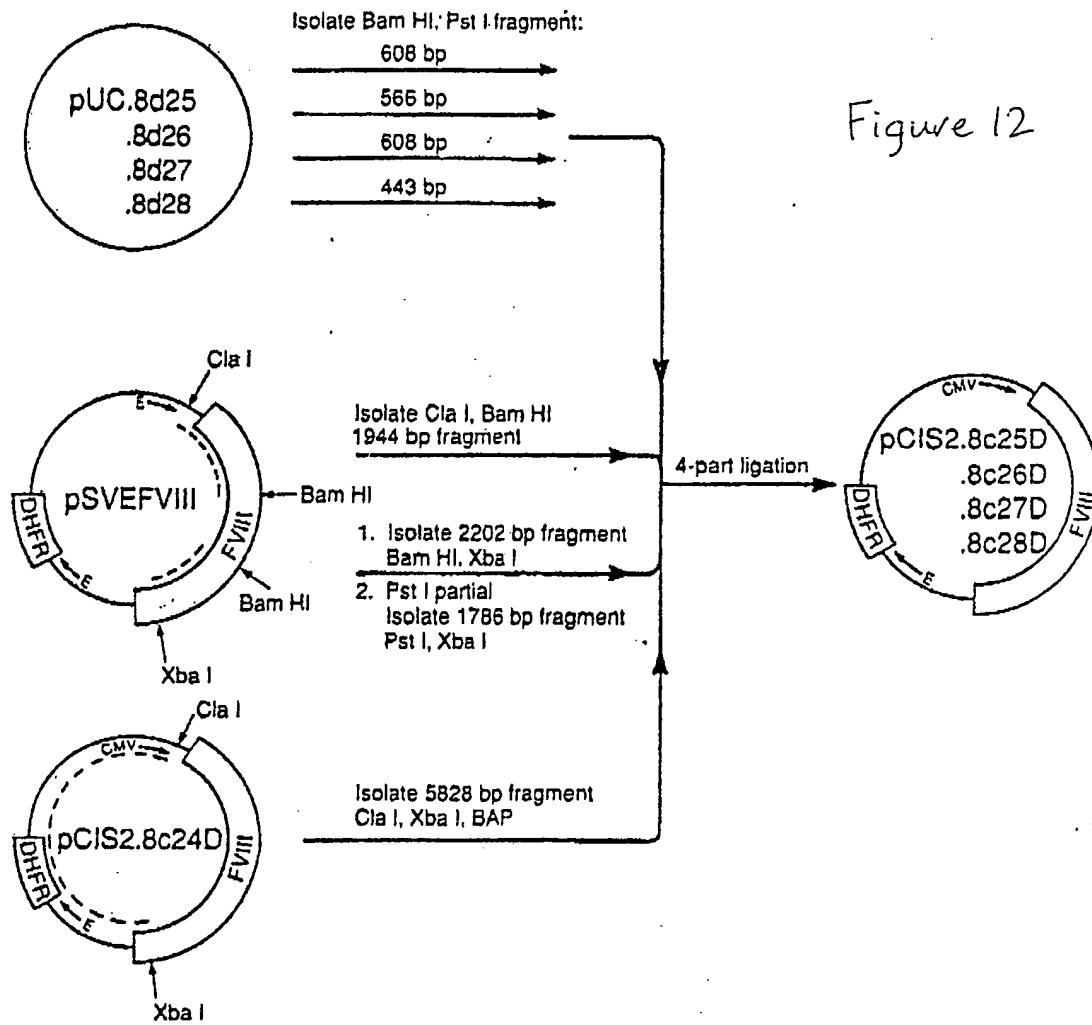 Isolate Bam HI, Pst I fragment:
608 bp
566 bp
608 bp
443 bp
pUC.8d25
.8d26
.8d27
.8d28
Figure 12
Cla I
E
pSVEFVIII
DHFR
E
FVIII
Bam HI
Bam HI
Xba I
Isolate Cla I, Bam HI
1944 bp fragment
1. Isolate 2202 bp fragment
Bam HI, Xba I
2. Pst I partial
Isolate 1786 bp fragment
Pst I, Xba I
4-part ligation
CMV
pCIS2.8c25D
.8c26D
.8c27D
.8c28D
DHFR
E
FVIII
Cla I
CMV
pCIS2.8c24D
DHFR
E
FVIII
Xba I
Isolate 5828 bp fragment
Cla I, Xba I, BAP